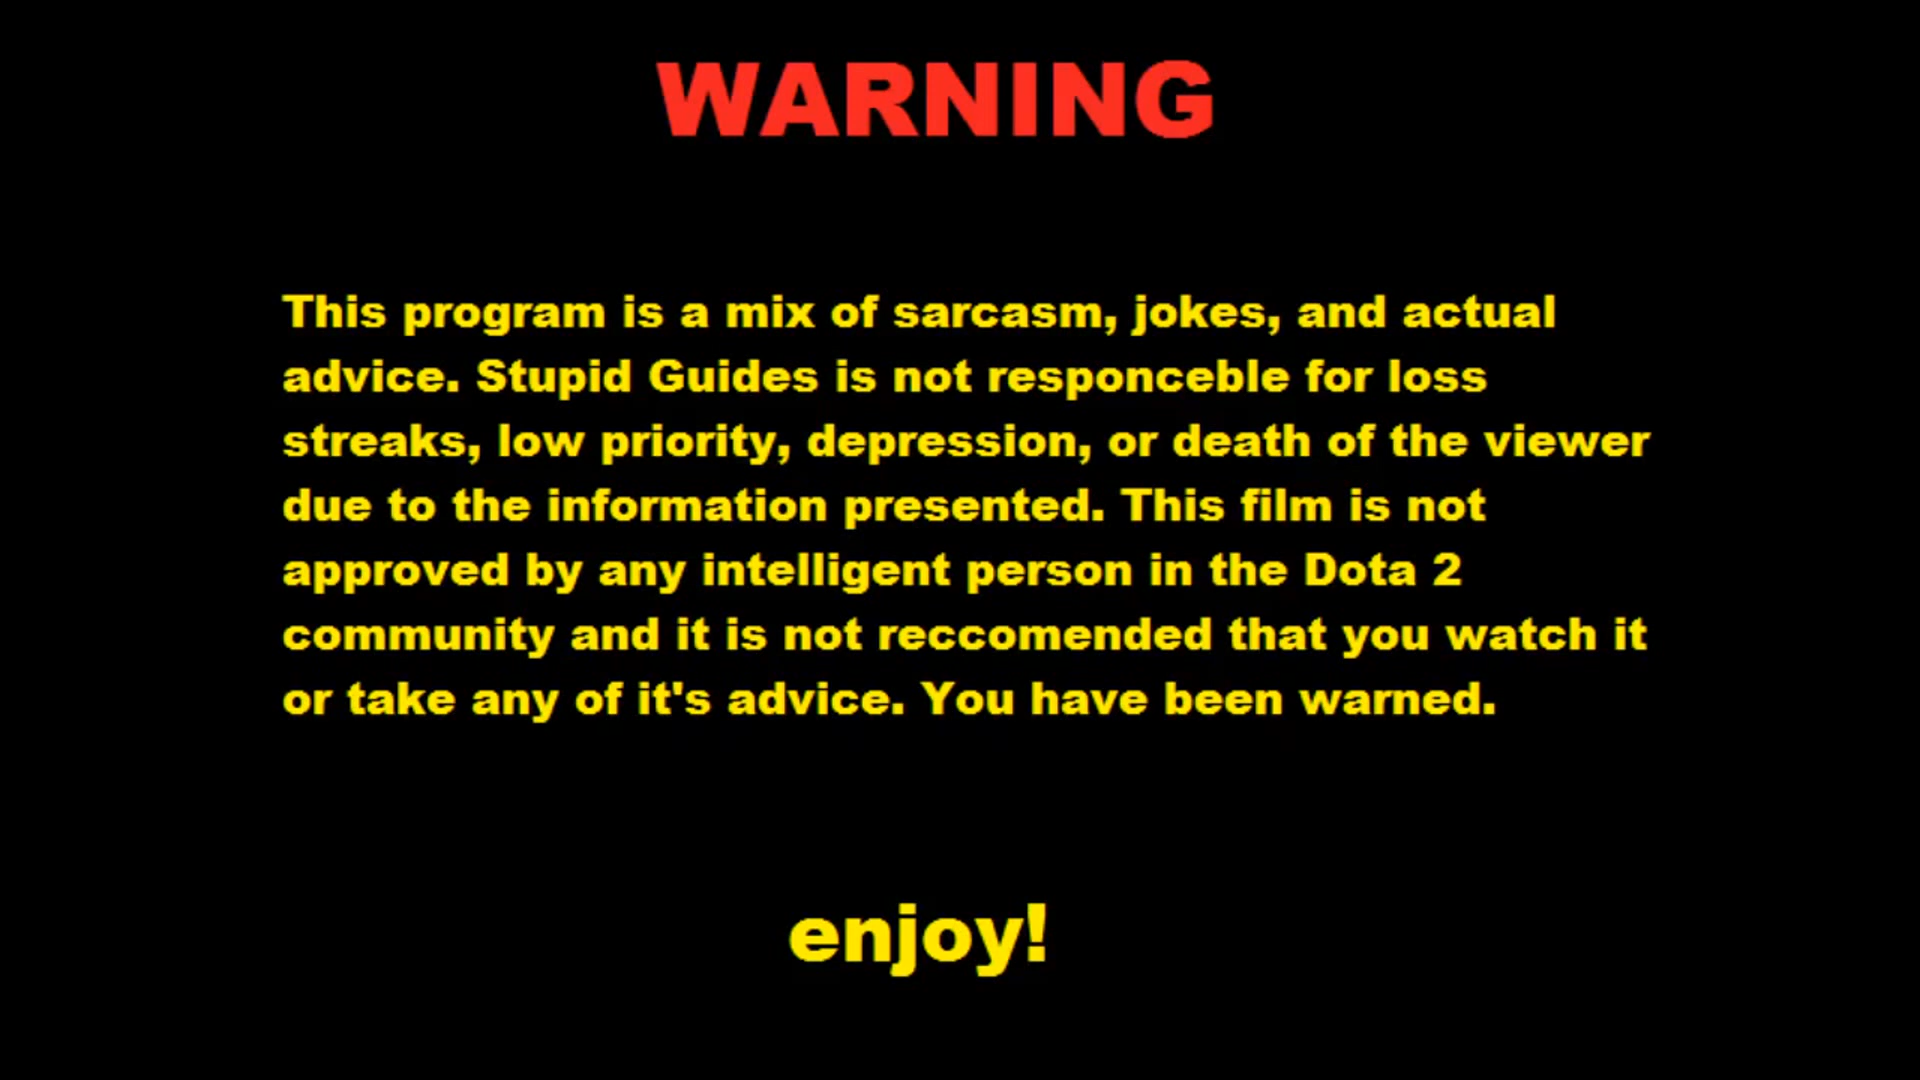 WARNING
This program is a mix of sarcasm, jokes, and actual
advice. Stupid Guides is not responceble for loss
streaks, low priority, depression, or death of the viewer
due to the information presented. This film is not
approved by any intelligent person in the Dota 2
community and it is not reccomended that you watch it
or take any of it's advice. You have been warned.
enjoy!